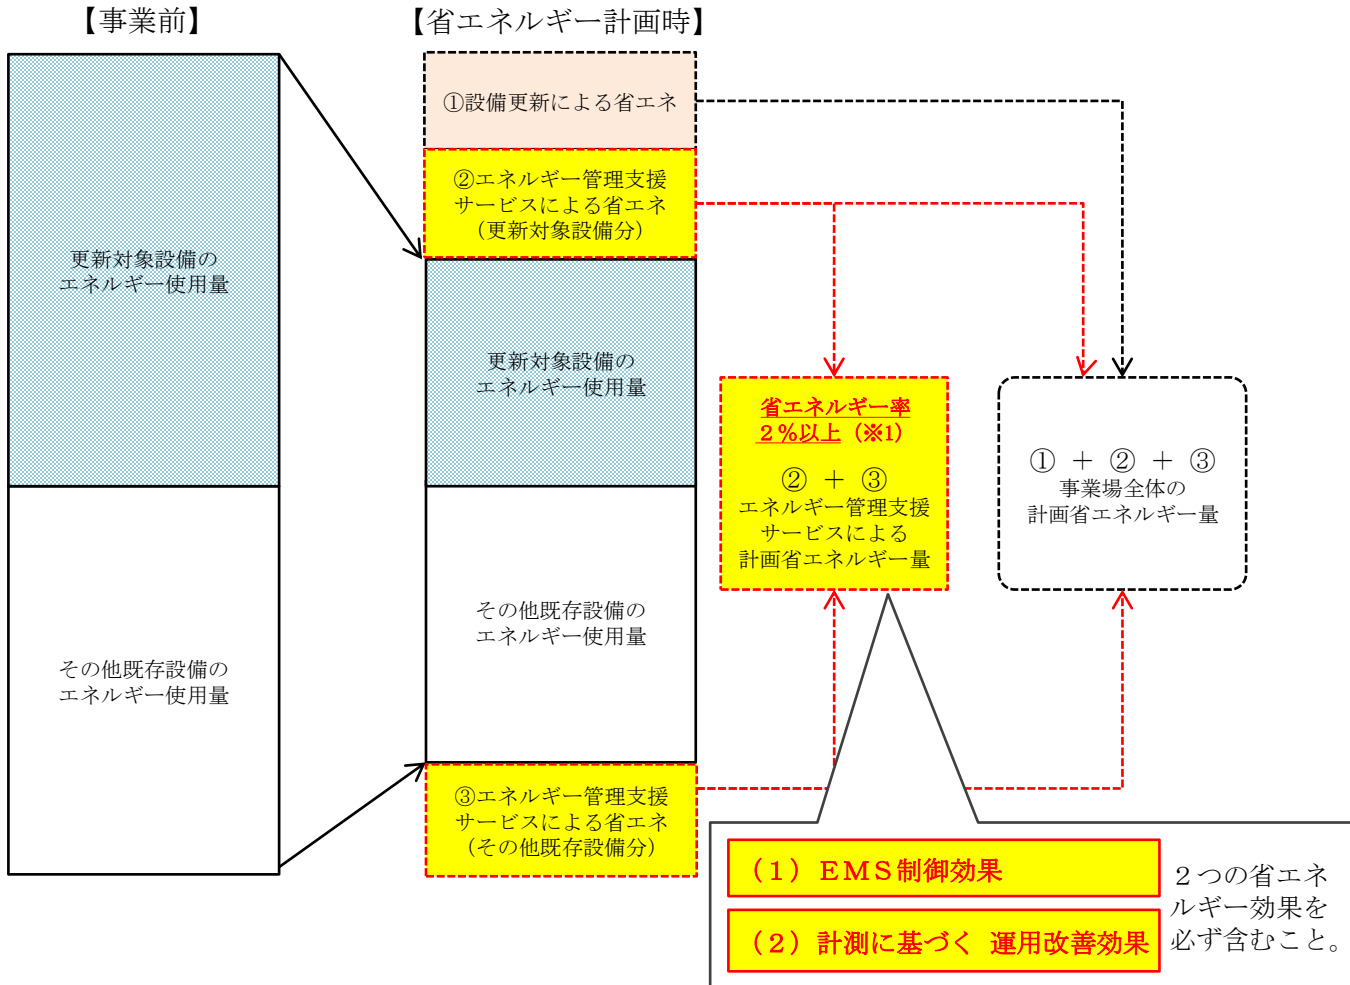 【事業前】
【省エネルギー計画時】
更新対象設備の
エネルギー使用量
その他既存設備の
エネルギー使用量
①設備更新による省エネ
②エネルギー管理支援
サービスによる省エネ
（更新対象設備分）
更新対象設備の
エネルギー使用量
その他既存設備の
エネルギー使用量
③エネルギー管理支援
サービスによる省エネ
（その他既存設備分）
省エネルギー率
２％以上（※1）
② ＋ ③
エネルギー管理支援
サービスによる
計画省エネルギー量
① ＋ ② ＋ ③
事業場全体の
計画省エネルギー量
（１）ＥＭＳ制御効果
（２）計測に基づく 運用改善効果
２つの省エネ
ルギー効果を
必ず含むこと。